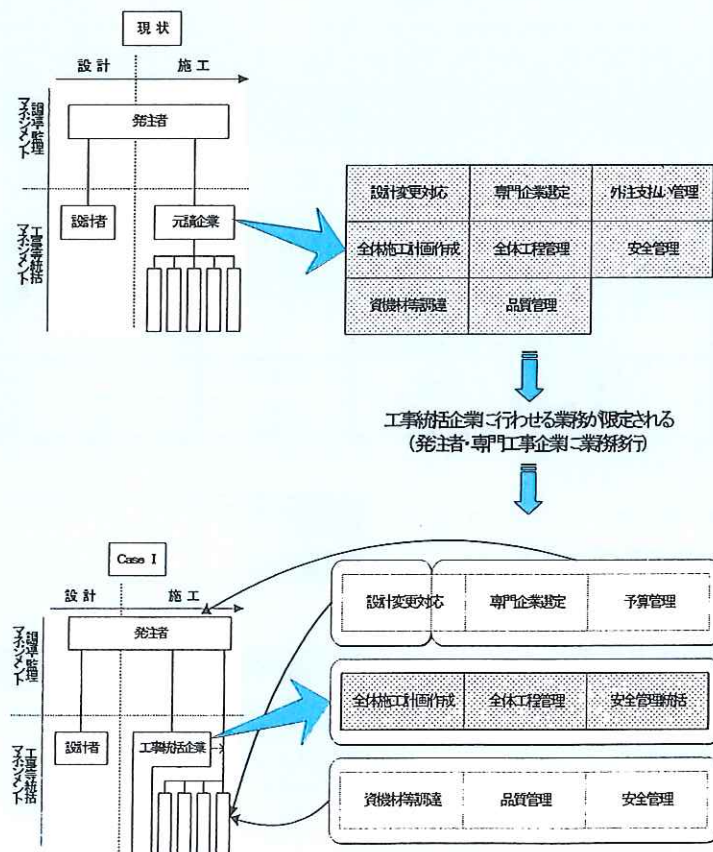 現状
設計
施工
調達・監理
マネジメント
発注者
工事等統括
マネジメント
設計者
元請企業
設計変更対応
専門企業選定
外注支払い管理
全体施工計画作成
全体工程管理
安全管理
資機材等調達
品質管理
工事統括企業に行わせる業務が限定される
(発注者・専門工事企業に業務移行)
Case I
設計
施工
調達・監理
マネジメント
発注者
工事等統括
マネジメント
設計者
工事統括企業
設計変更対応
専門企業選定
予算管理
全体施工計画作成
全体工程管理
安全管理統括
資機材等調達
品質管理
安全管理